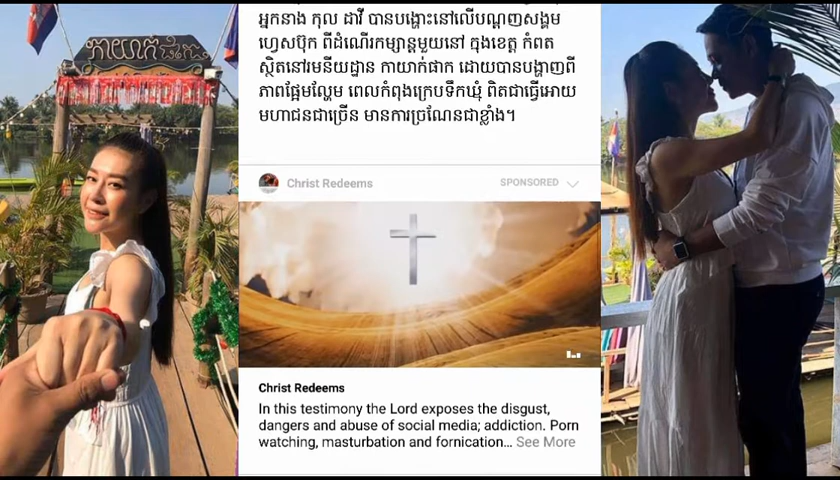 កាយាក់ ផាក
អ្នកនាង កុល ដាវី បានបង្ហោះនៅលើបណ្ដាញសង្គម
ហ្វេសប៊ុក ពីដំណើរកម្សាន្តមួយនៅ ក្នុងខេត្ត កំពត
ស្ថិតនៅរមនីយដ្ឋាន កាយាក់ផាក ដោយបានបង្ហាញពី
ភាពផ្អែមល្ហែម ពេលកំពុងក្រេបទឹកឃ្មុំ ពិតជាធ្វើអោយ
មហាជនជាច្រើន មានការច្រណែនជាខ្លាំង។
Christ Redeems
SPONSORED
Christ Redeems
In this testimony the Lord exposes the disgust,
dangers and abuse of social media; addiction. Porn
watching, masturbation and fornication... See More